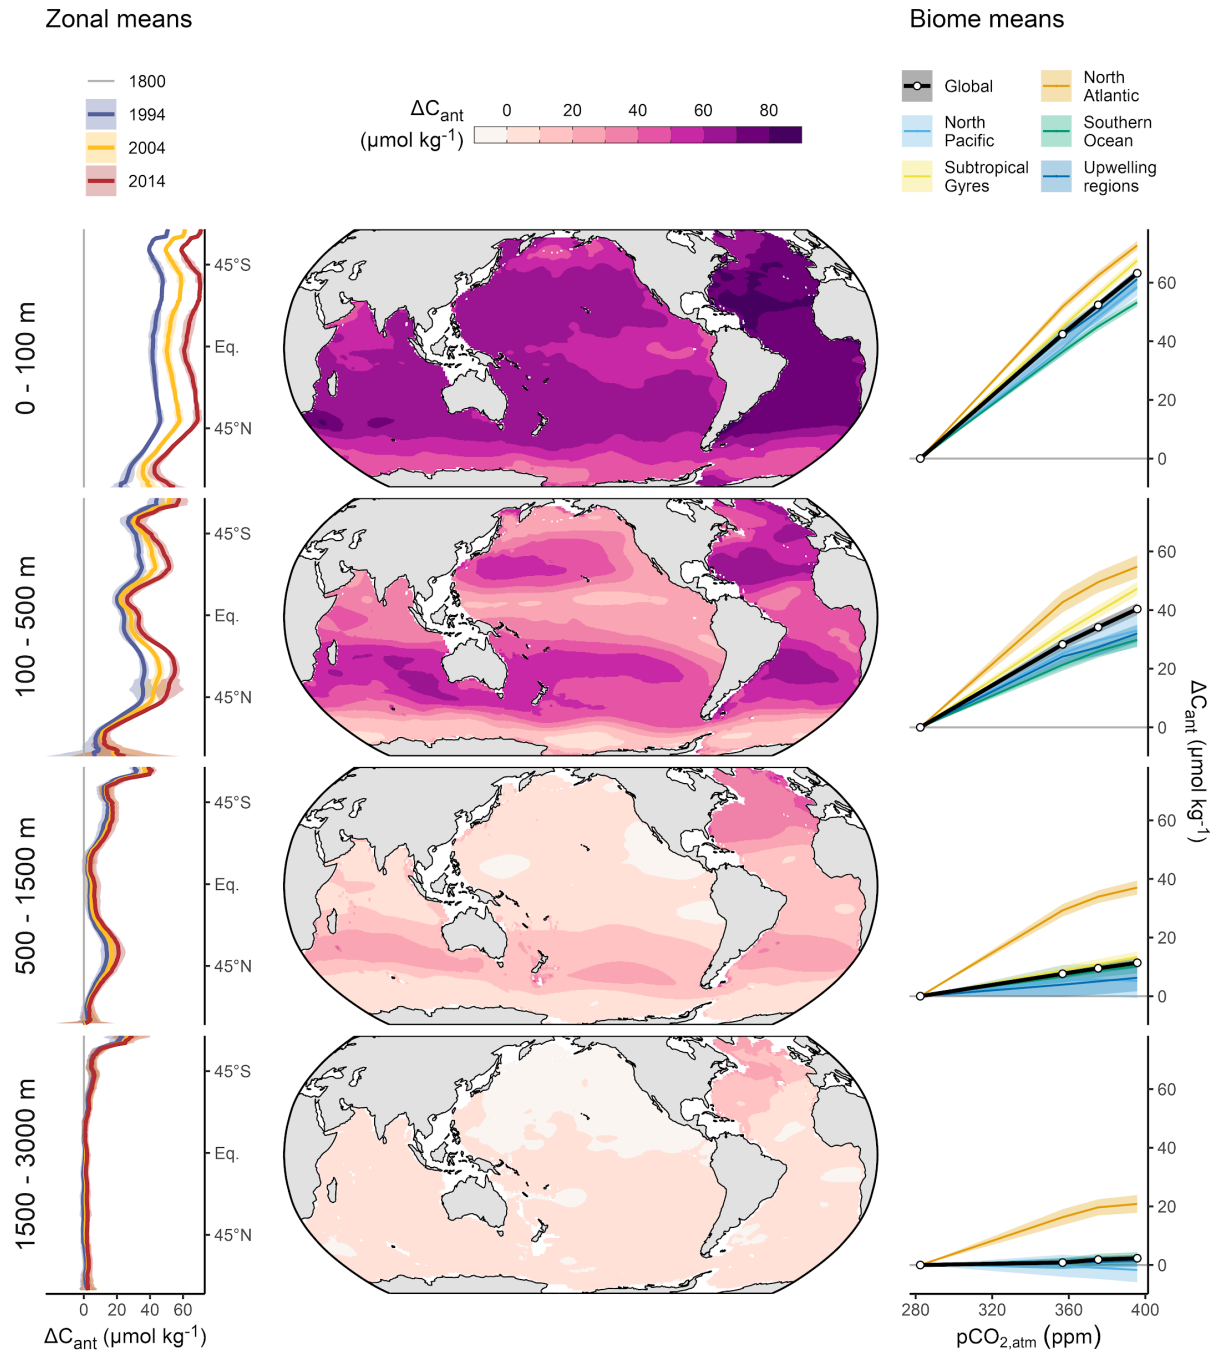 Zonal means
Biome means
1800
1994
2004
2014
ΔCant
(μmol kg-1)
0 20 40 60 80
Global
North
Atlantic
North
Pacific
Southern
Ocean
Subtropical
Gyres
Upwelling
regions
0 - 100 m
45°S
Eq.
45°N
60
40
20
0
100 - 500 m
45°S
Eq.
45°N
60
40
20
0
ΔCant (μmol kg-1)
500 - 1500 m
45°S
Eq.
45°N
60
40
20
0
1500 - 3000 m
45°S
Eq.
45°N
60
40
20
0
0 20 40 60
ΔCant (μmol kg-1)
280 320 360 400
pCO2,atm (ppm)